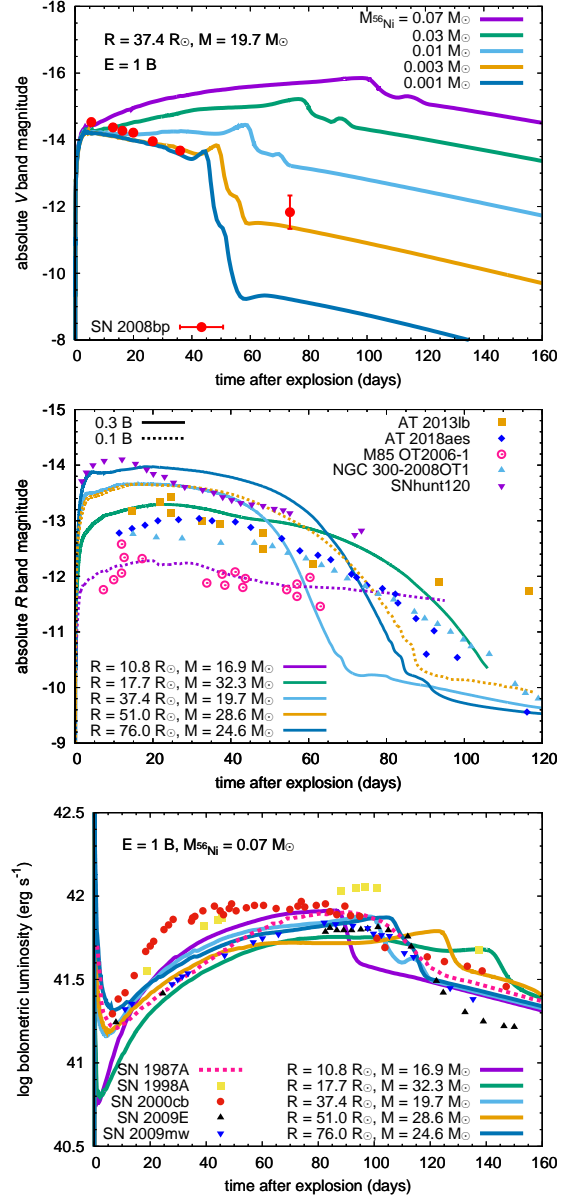 -18
-16
-14
-12
-10
-8
absolute V band magnitude
R = 37.4 R☉, M = 19.7 M☉
E = 1 B
M56Ni = 0.07 M☉
0.03 M☉
0.01 M☉
0.003 M☉
0.001 M☉
SN 2008bp
0 20 40 60 80 100 120 140 160
time after explosion (days)
-15
-14
-13
-12
-11
-10
-9
absolute R band magnitude
0.3 B
0.1 B
AT 2013lb
AT 2018aes
M85 OT2006-1
NGC 300-2008OT1
SNhunt120
R = 10.8 R☉, M = 16.9 M☉
R = 17.7 R☉, M = 32.3 M☉
R = 37.4 R☉, M = 19.7 M☉
R = 51.0 R☉, M = 28.6 M☉
R = 76.0 R☉, M = 24.6 M☉
0 20 40 60 80 100 120
time after explosion (days)
42.5
42
41.5
41
40.5
log bolometric luminosity (erg s-1)
E = 1 B, M56Ni = 0.07 M☉
SN 1987A
SN 1998A
SN 2000cb
SN 2009E
SN 2009mw
R = 10.8 R☉, M = 16.9 M☉
R = 17.7 R☉, M = 32.3 M☉
R = 37.4 R☉, M = 19.7 M☉
R = 51.0 R☉, M = 28.6 M☉
R = 76.0 R☉, M = 24.6 M☉
0 20 40 60 80 100 120 140 160
time after explosion (days)